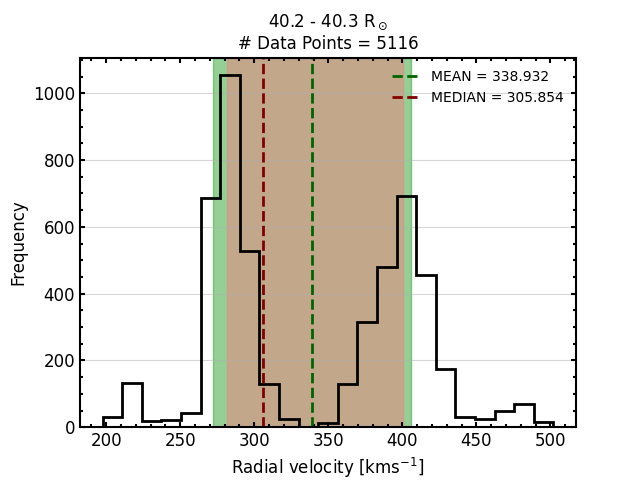 40.2 - 40.3 R⊙
# Data Points = 5116
MEAN = 338.932
MEDIAN = 305.854
Frequency
1000
800
600
400
200
0
200 250 300 350 400 450 500
Radial velocity [kms⁻¹]